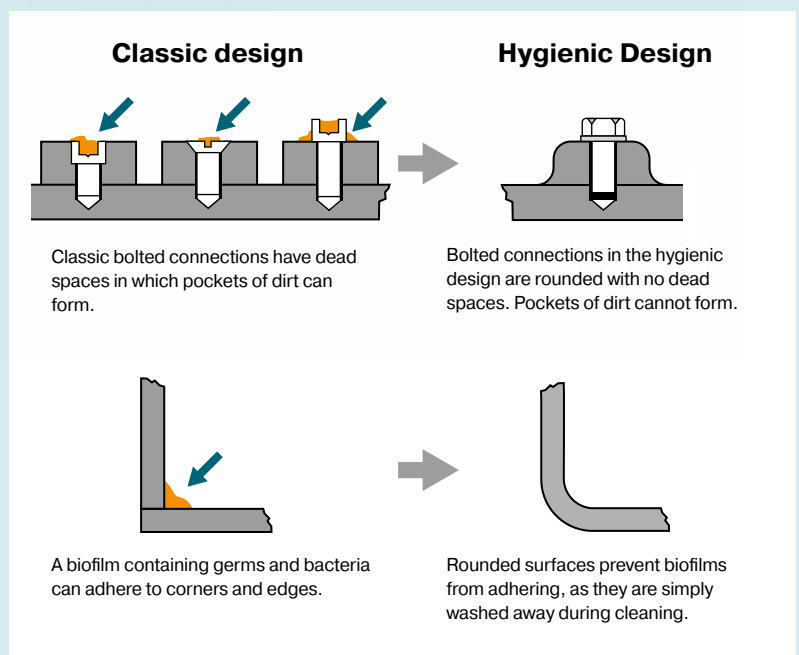 Classic design
Hygienic Design
Classic bolted connections have dead
spaces in which pockets of dirt can
form.
Bolted connections in the hygienic
design are rounded with no dead
spaces. Pockets of dirt cannot form.
A biofilm containing germs and bacteria
can adhere to corners and edges.
Rounded surfaces prevent biofilms
from adhering, as they are simply
washed away during cleaning.